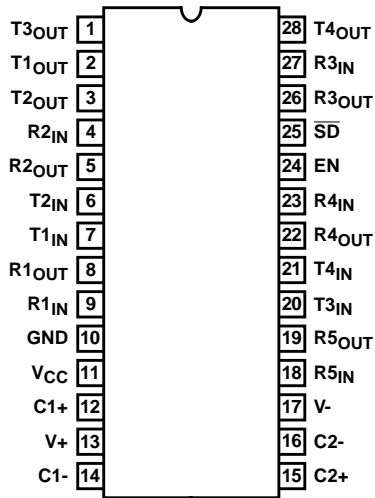 T3OUT 1 28 T4OUT
T1OUT 2 27 R3IN
T2OUT 3 26 R3OUT
R2IN 4 25 S̅D̅
R2OUT 5 24 EN
T2IN 6 23 R4IN
T1IN 7 22 R4OUT
R1OUT 8 21 T4IN
R1IN 9 20 T3IN
GND 10 19 R5OUT
VCC 11 18 R5IN
C1+ 12 17 V-
V+ 13 16 C2-
C1- 14 15 C2+